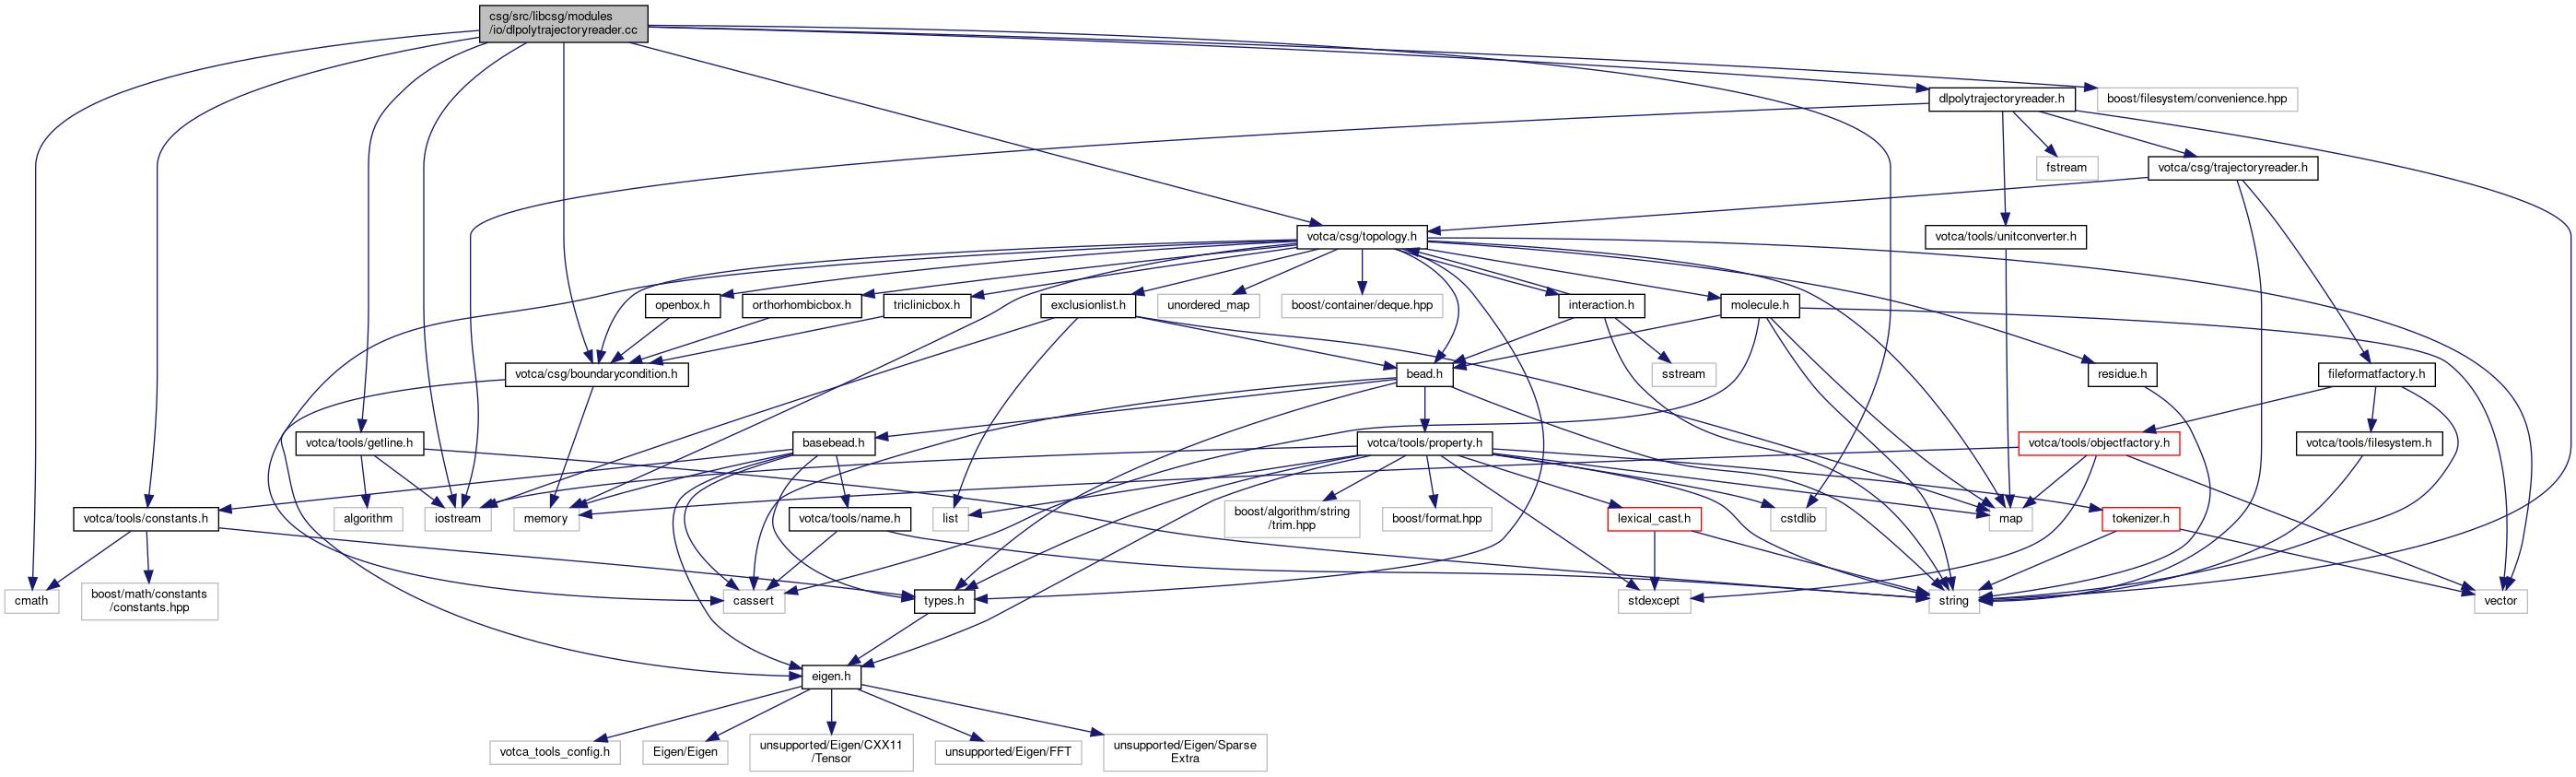 csg/src/libcsg/modules
/io/dlpolytrajectoryreader.cc
dlpolytrajectoryreader.h
boost/filesystem/convenience.hpp
fstream
votca/csg/trajectoryreader.h
votca/csg/topology.h
votca/tools/unitconverter.h
openbox.h
orthorhombicbox.h
triclinicbox.h
exclusionlist.h
unordered_map
boost/container/deque.hpp
interaction.h
molecule.h
votca/csg/boundarycondition.h
bead.h
sstream
residue.h
fileformatfactory.h
votca/tools/getline.h
basebead.h
votca/tools/property.h
votca/tools/objectfactory.h
votca/tools/filesystem.h
votca/tools/constants.h
algorithm
iostream
memory
votca/tools/name.h
list
boost/algorithm/string
/trim.hpp
boost/format.hpp
lexical_cast.h
cstdlib
map
tokenizer.h
cmath
boost/math/constants
/constants.hpp
cassert
types.h
stdexcept
string
vector
eigen.h
votca_tools_config.h
Eigen/Eigen
unsupported/Eigen/CXX11
/Tensor
unsupported/Eigen/FFT
unsupported/Eigen/Sparse
Extra